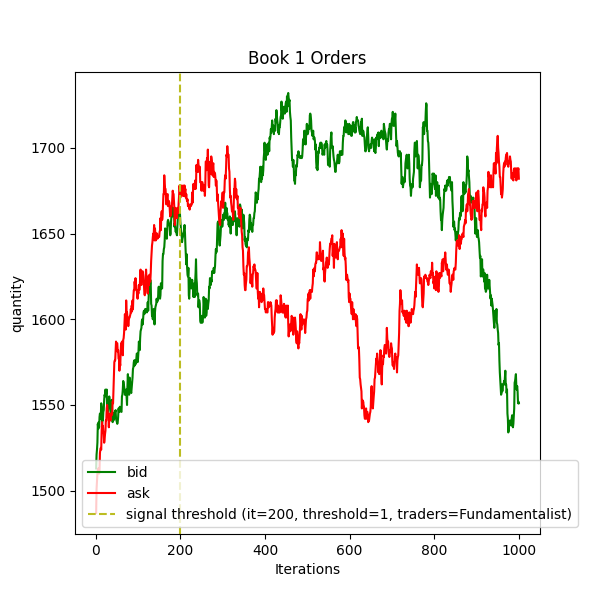 Book 1 Orders
quantity
1700
1650
1600
1550
1500
bid
ask
signal threshold (it=200, threshold=1, traders=Fundamentalist)
0 200 400 600 800 1000
Iterations